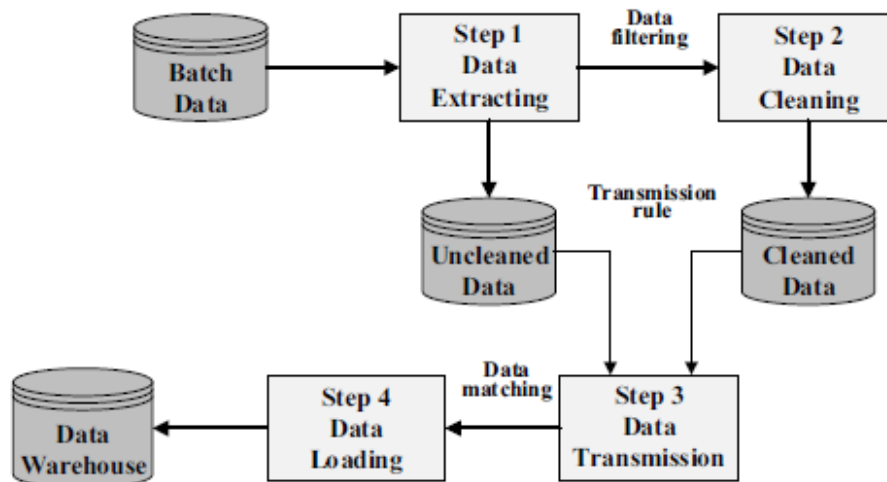 Batch
Data
Step 1
Data
Extracting
Data
filtering
Step 2
Data
Cleaning
Uncleaned
Data
Transmission
rule
Cleaned
Data
Data
Warehouse
Step 4
Data
Loading
Data
matching
Step 3
Data
Transmission